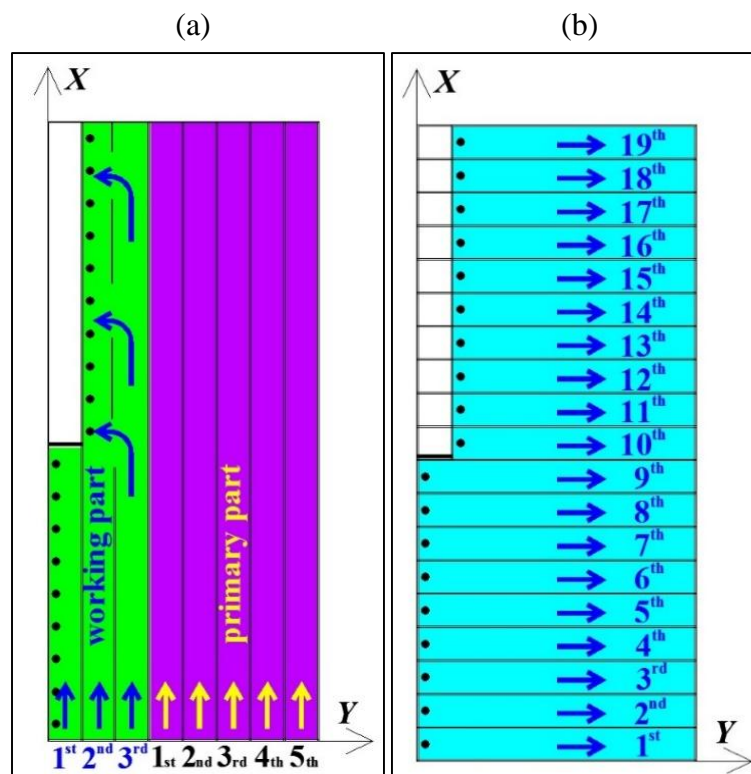 (a)
(b)
X
working part
primary part
Y
1st 2nd 3rd 1st 2nd 3rd 4th 5th
X
19th
18th
17th
16th
15th
14th
13th
12th
11th
10th
9th
8th
7th
6th
5th
4th
3rd
2nd
Y
1st